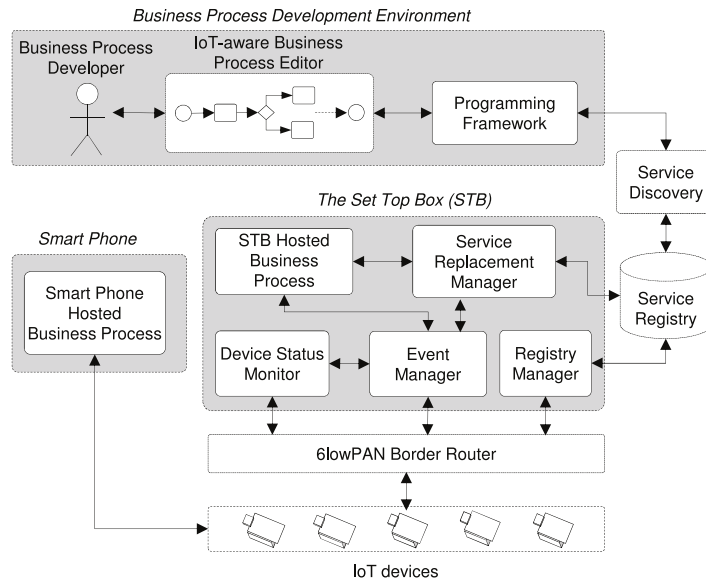 Business Process Development Environment
Business Process
Developer
IoT-aware Business
Process Editor
Programming
Framework
Service
Discovery
The Set Top Box (STB)
Smart Phone
STB Hosted
Business
Process
Service
Replacement
Manager
Smart Phone
Hosted
Business Process
Service
Registry
Device Status
Monitor
Event
Manager
Registry
Manager
6lowPAN Border Router
IoT devices